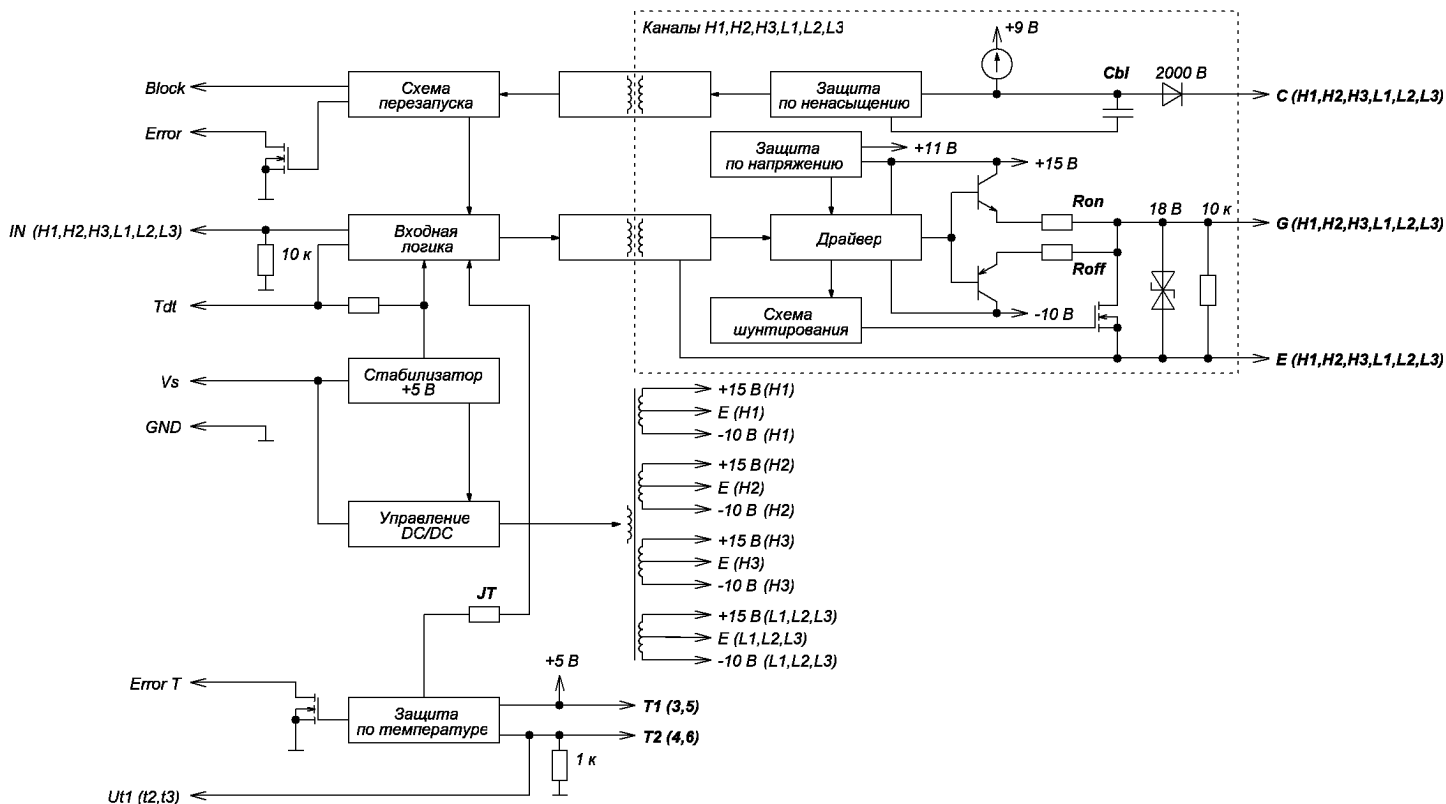 Каналы H1,H2,H3,L1,L2,L3
+9 В
Block
Схема
перезапуска
Защита
по ненасыщению
Cbl
2000 В
C (H1,H2,H3,L1,L2,L3)
Error
Защита
по напряжению
+11 В
+15 В
IN (H1,H2,H3,L1,L2,L3)
10 к
Входная
логика
Драйвер
Ron
Roff
18 В
10 к
G (H1,H2,H3,L1,L2,L3)
Tdt
Схема
шунтирования
-10 В
E (H1,H2,H3,L1,L2,L3)
Vs
Стабилизатор
+5 В
GND
+15 В (H1)
E (H1)
-10 В (H1)
+15 В (H2)
E (H2)
-10 В (H2)
Управление
DC/DC
+15 В (H3)
E (H3)
-10 В (H3)
JT
+15 В (L1,L2,L3)
E (L1,L2,L3)
-10 В (L1,L2,L3)
+5 В
Error T
Защита
по температуре
T1 (3,5)
T2 (4,6)
1 к
Ut1 (t2,t3)